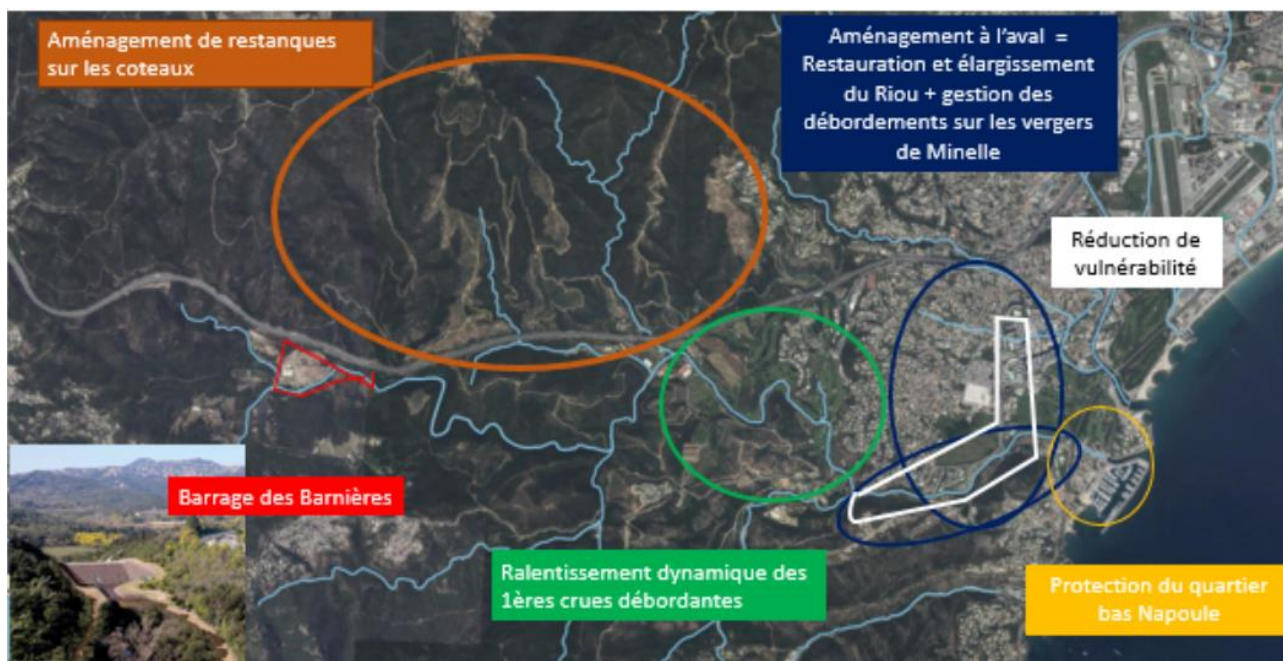 Aménagement de restanques
sur les coteaux
Aménagement à l’aval =
Restauration et élargissement
du Riou + gestion des
débordements sur les vergers
de Minelle
Réduction de
vulnérabilité
Barrage des Barnières
Ralentissement dynamique des
1ères crues débordantes
Protection du quartier
bas Napoule